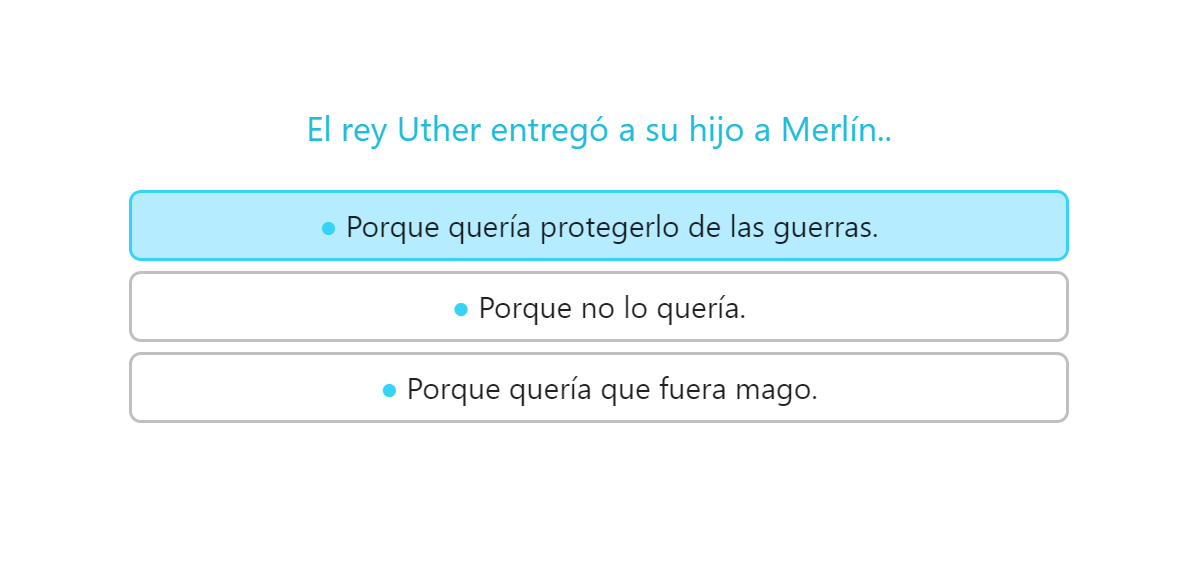 El rey Uther entregó a su hijo a Merlín..
● Porque quería protegerlo de las guerras.
● Porque no lo quería.
● Porque quería que fuera mago.